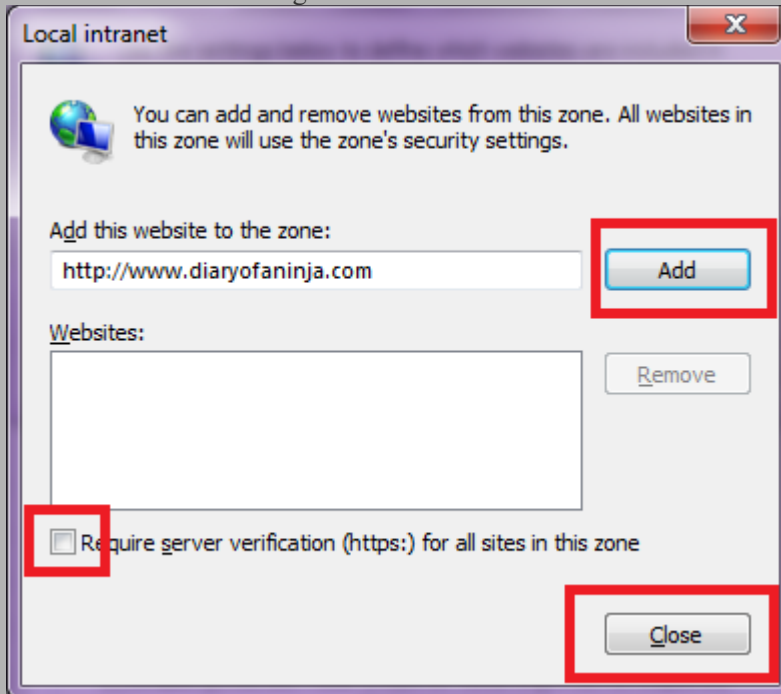 Local intranet
You can add and remove websites from this zone. All websites in
this zone will use the zone's security settings.
Add this website to the zone:
http://www.diaryofaninja.com
Add
Websites:
Remove
Require server verification (https:) for all sites in this zone
Close